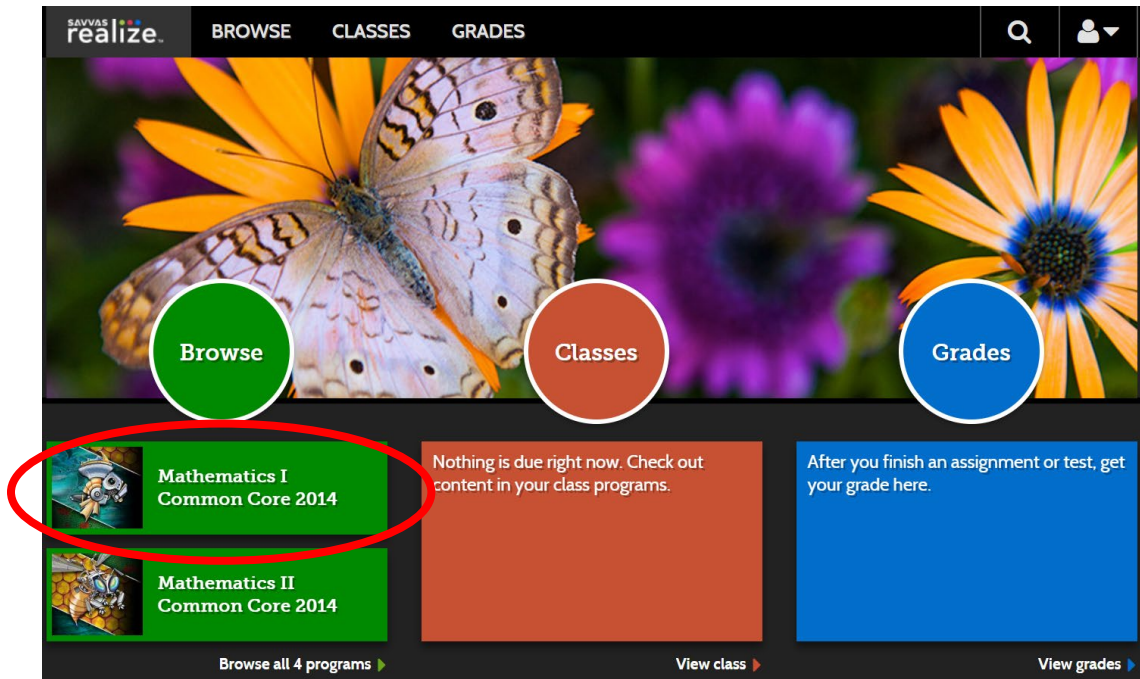 SAVVAS
realize™
BROWSE
CLASSES
GRADES
Browse
Classes
Grades
Mathematics I
Common Core 2014
Mathematics II
Common Core 2014
Browse all 4 programs
Nothing is due right now. Check out
content in your class programs.
View class
After you finish an assignment or test, get
your grade here.
View grades